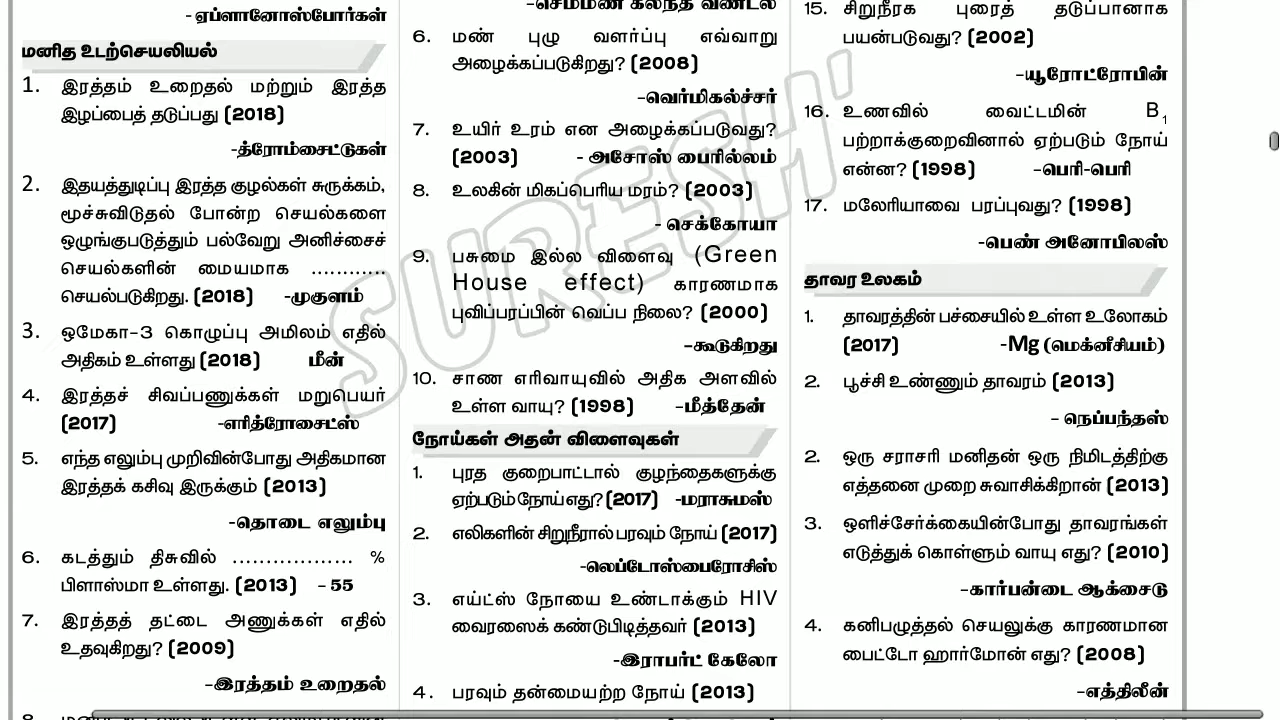 -ஏப்ளானோஸ்போர்கள்
மனித உடற்செயலியல்
1. இரத்தம் உறைதல் மற்றும் இரத்த
இழப்பைத் தடுப்பது (2018)
-த்ரோம்சைட்டுகள்
2. இதயத்துடிப்பு இரத்த குழல்கள் சுருக்கம்,
மூச்சுவிடுதல் போன்ற செயல்களை
ஒழுங்குபடுத்தும் பல்வேறு அனிச்சைச்
செயல்களின் மையமாக ............
செயல்படுகிறது. (2018) -முகுளம்
3. ஒமேகா-3 கொழுப்பு அமிலம் எதில்
அதிகம் உள்ளது (2018) மீன்
4. இரத்தச் சிவப்பணுக்கள் மறுபெயர்
(2017) -எரித்ரோசைட்ஸ்
5. எந்த எலும்பு முறிவின்போது அதிகமான
இரத்தக் கசிவு இருக்கும் (2013)
-தொடை எலும்பு
6. கடத்தும் திசுவில் .................. %
பிளாஸ்மா உள்ளது. (2013) - 55
7. இரத்தத் தட்டை அணுக்கள் எதில்
உதவுகிறது? (2009)
-இரத்தம் உறைதல்
8.
-செம்மண் கலந்த வண்டல்
6. மண் புழு வளர்ப்பு எவ்வாறு
அழைக்கப்படுகிறது? (2008)
-வெர்மிகல்ச்சர்
7. உயிர் உரம் என அழைக்கப்படுவது?
(2003) - அசோஸ் பைரில்லம்
8. உலகின் மிகப்பெரிய மரம்? (2003)
- செக்கோயா
9. பசுமை இல்ல விளைவு (Green
House effect) காரணமாக
புவிப்பரப்பின் வெப்ப நிலை? (2000)
-கூடுகிறது
10. சாண எரிவாயுவில் அதிக அளவில்
உள்ள வாயு? (1998) -மீத்தேன்
நோய்கள் அதன் விளைவுகள்
1. புரத குறைபாட்டால் குழந்தைகளுக்கு
ஏற்படும் நோய் எது? (2017) -மராசுமஸ்
2. எலிகளின் சிறுநீரால் பரவும் நோய் (2017)
-லெப்டோஸ்பைரோசிஸ்
3. எய்ட்ஸ் நோயை உண்டாக்கும் HIV
வைரஸைக் கண்டுபிடித்தவர் (2013)
-இராபர்ட் கேலோ
4. பரவும் தன்மையற்ற நோய் (2013)
15. சிறுநீரக புரைத் தடுப்பானாக
பயன்படுவது? (2002)
-யூரோட்ரோபின்
16. உணவில் வைட்டமின் B₁
பற்றாக்குறைவினால் ஏற்படும் நோய்
என்ன? (1998) -பெரி-பெரி
17. மலேரியாவை பரப்புவது? (1998)
-பெண் அனோபிலஸ்
தாவர உலகம்
1. தாவரத்தின் பச்சையில் உள்ள உலோகம்
(2017) -Mg (மெக்னீசியம்)
2. பூச்சி உண்ணும் தாவரம் (2013)
- நெப்பந்தஸ்
2. ஒரு சராசரி மனிதன் ஒரு நிமிடத்திற்கு
எத்தனை முறை சுவாசிக்கிறான் (2013)
3. ஒளிச்சேர்க்கையின்போது தாவரங்கள்
எடுத்துக் கொள்ளும் வாயு எது? (2010)
-கார்பன்டை ஆக்சைடு
4. கனிபழுத்தல் செயலுக்கு காரணமான
பைட்டோ ஹார்மோன் எது? (2008)
-எத்திலீன்
SURESH'